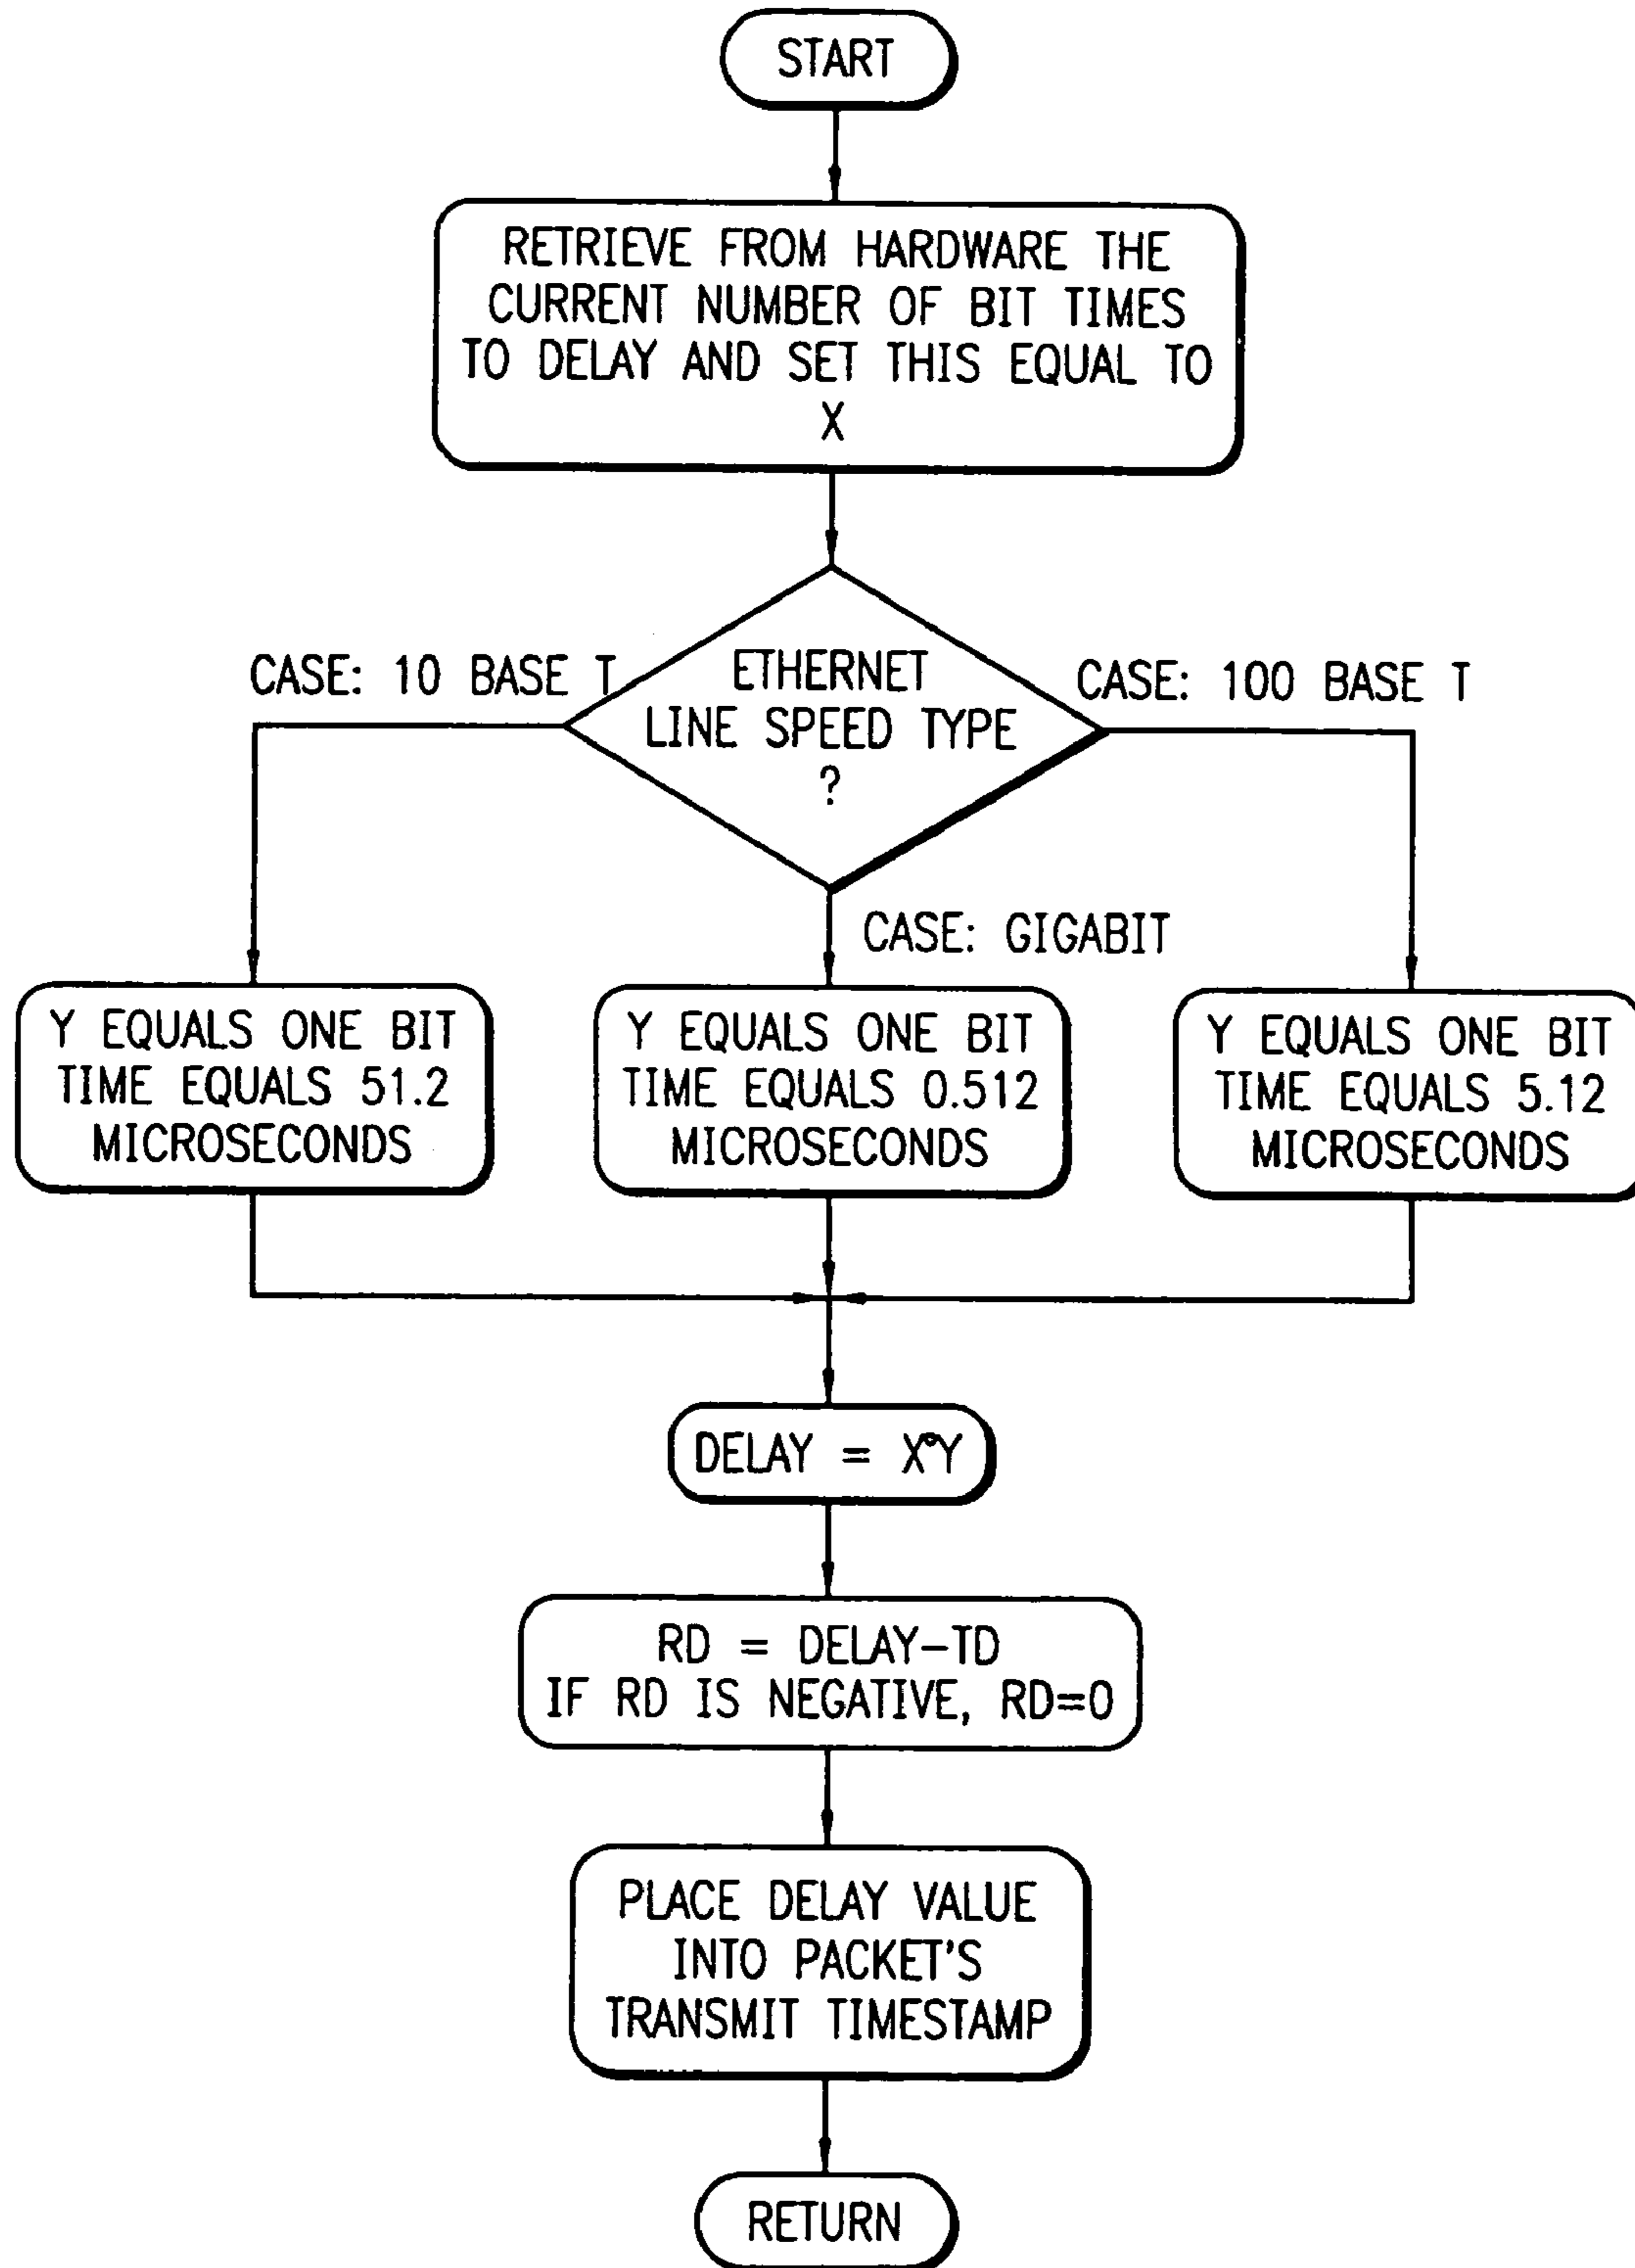 START
RETRIEVE FROM HARDWARE THE
CURRENT NUMBER OF BIT TIMES
TO DELAY AND SET THIS EQUAL TO
X
CASE: 10 BASE T
ETHERNET
LINE SPEED TYPE
?
CASE: 100 BASE T
CASE: GIGABIT
Y EQUALS ONE BIT
TIME EQUALS 51.2
MICROSECONDS
Y EQUALS ONE BIT
TIME EQUALS 0.512
MICROSECONDS
Y EQUALS ONE BIT
TIME EQUALS 5.12
MICROSECONDS
DELAY = X*Y
RD = DELAY-TD
IF RD IS NEGATIVE, RD=0
PLACE DELAY VALUE
INTO PACKET'S
TRANSMIT TIMESTAMP
RETURN